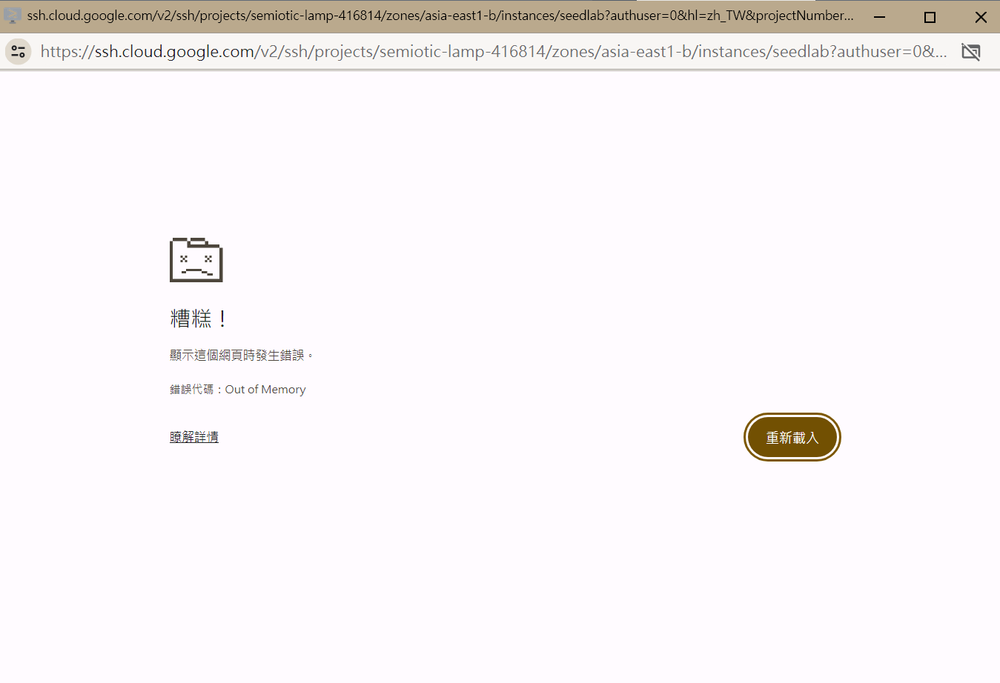 ssh.cloud.google.com/v2/ssh/projects/semiotic-lamp-416814/zones/asia-east1-b/instances/seedlab?authuser=0&hl=zh_TW&projectNumber...
https://ssh.cloud.google.com/v2/ssh/projects/semiotic-lamp-416814/zones/asia-east1-b/instances/seedlab?authuser=0&...
糟糕！
顯示這個網頁時發生錯誤。
錯誤代碼：Out of Memory
瞭解詳情
重新載入